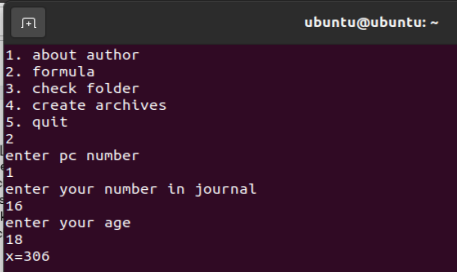 ubuntu@ubuntu: ~
1. about author
2. formula
3. check folder
4. create archives
5. quit
2
enter pc number
1
enter your number in journal
16
enter your age
18
x=306